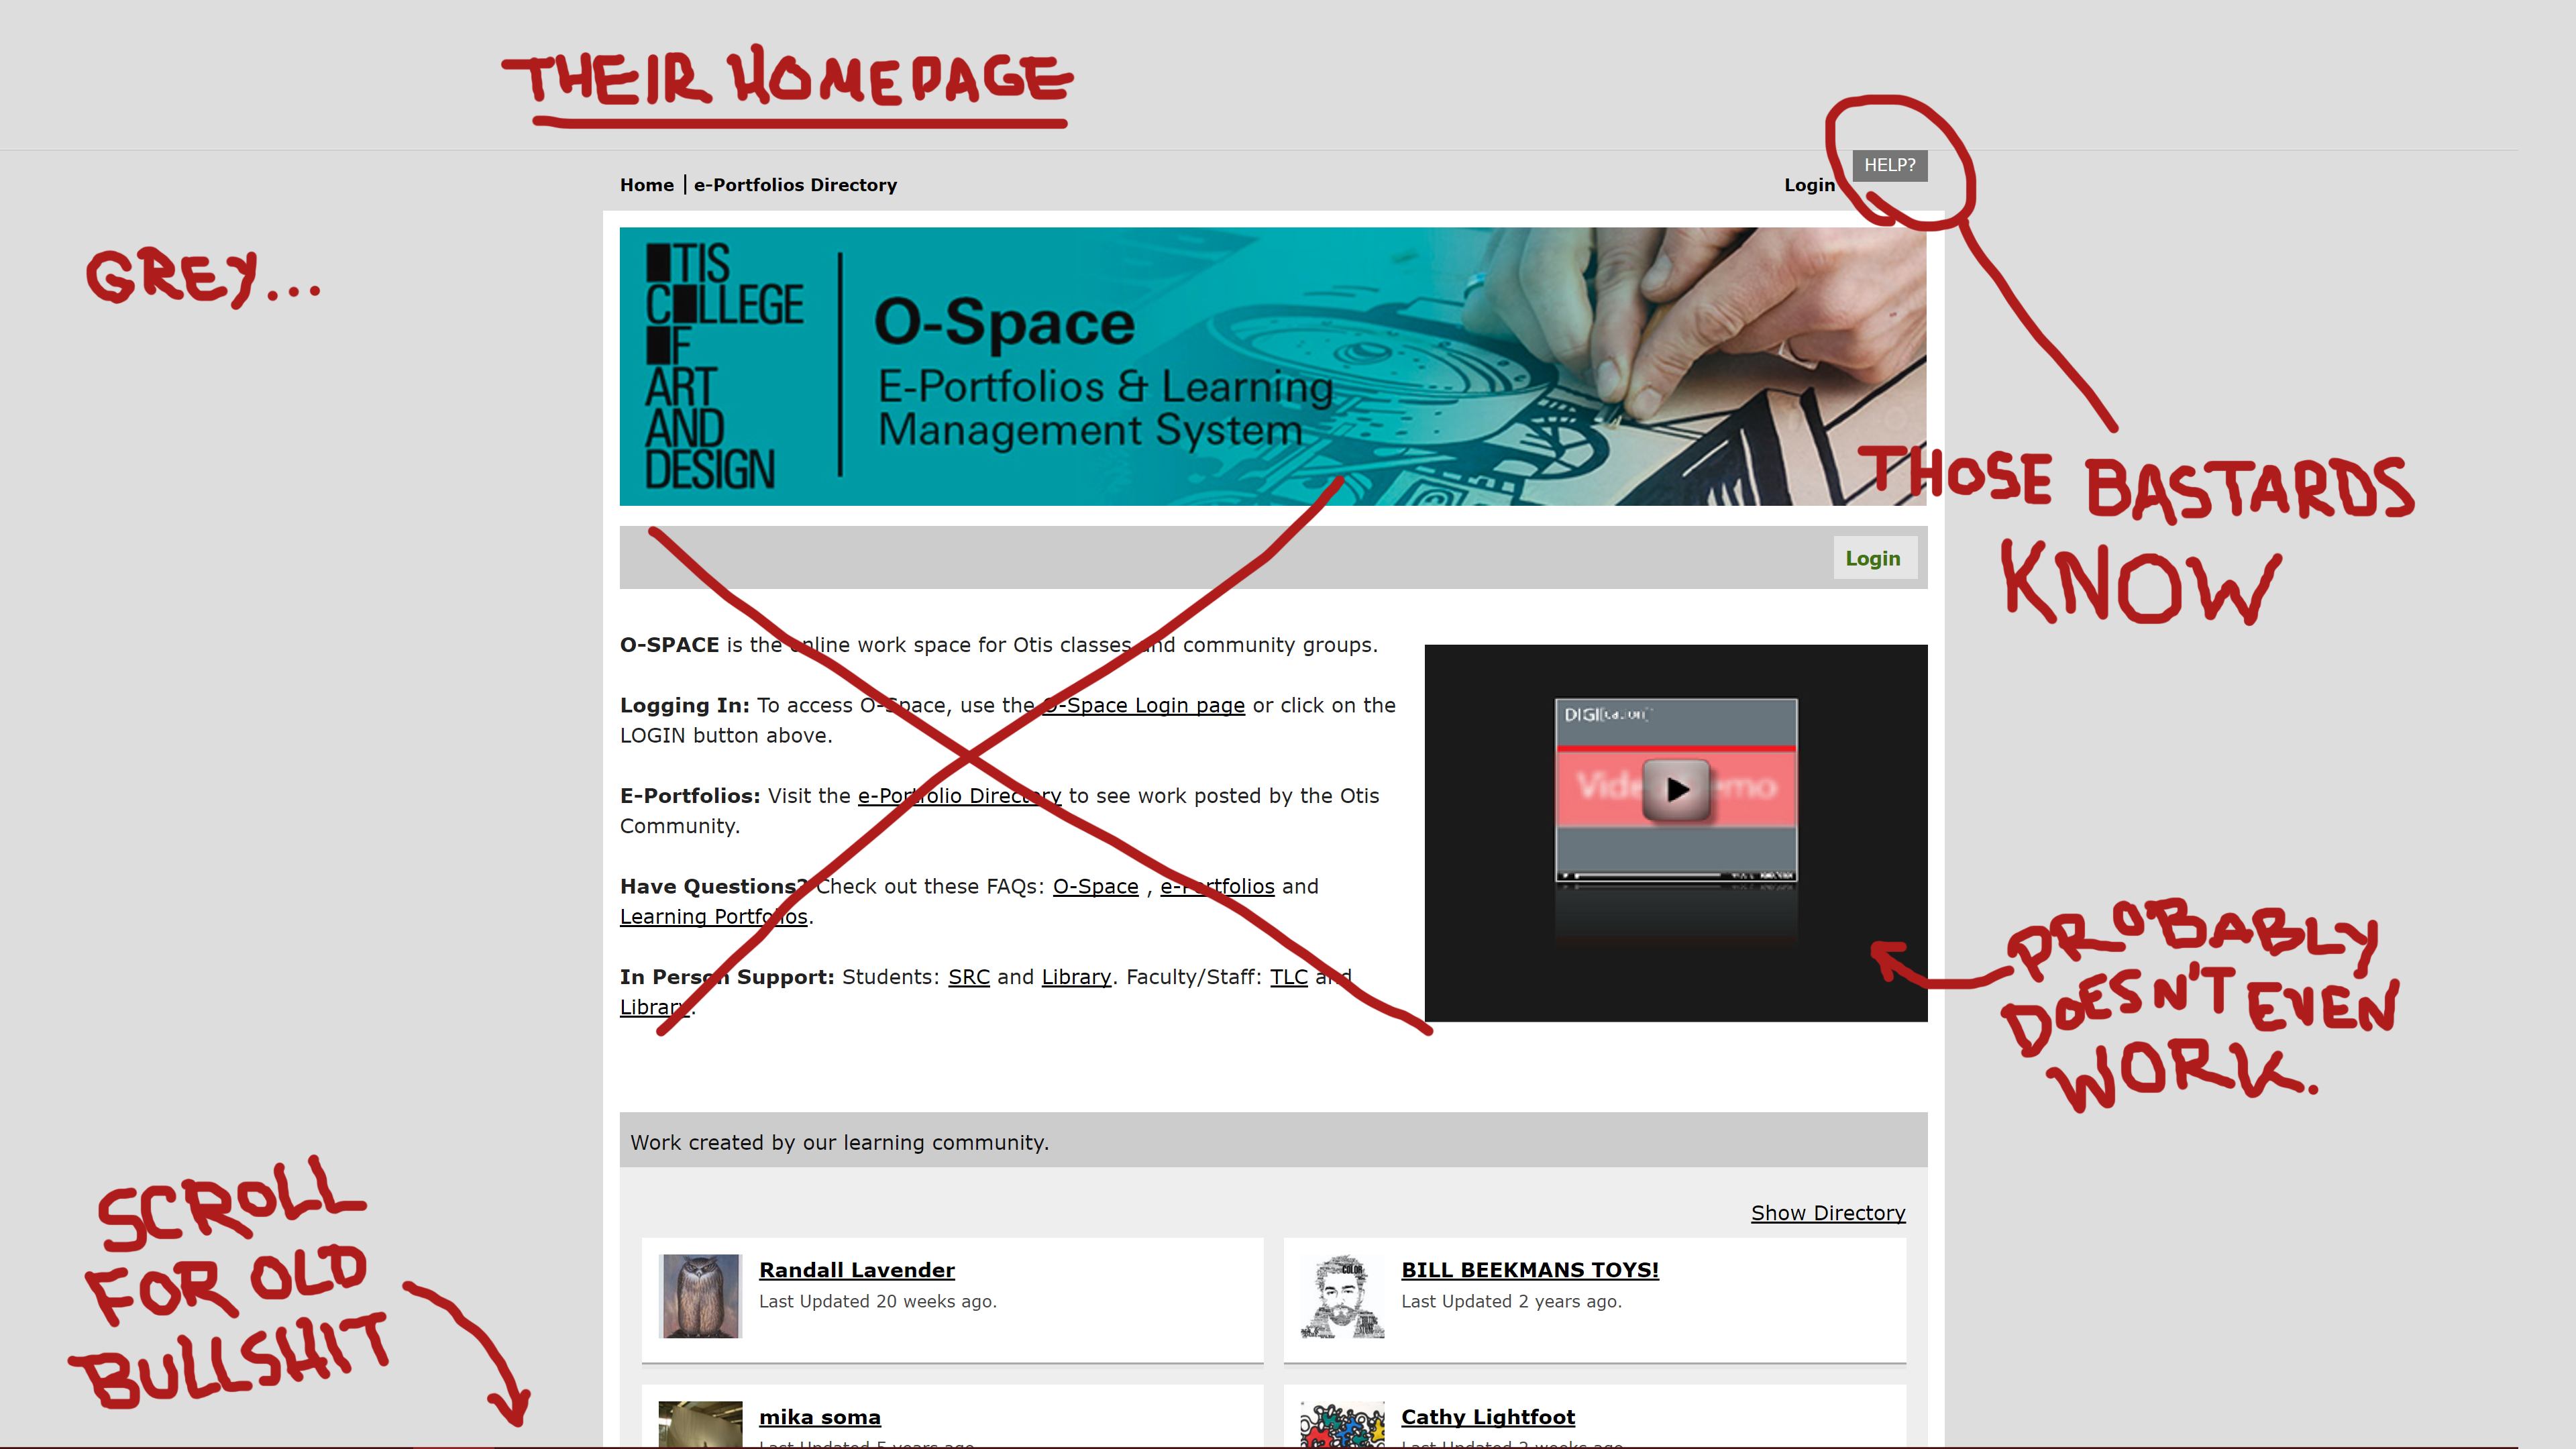 THEIR HOMEPAGE
HELP?
Home | e-Portfolios Directory
Login
GREY...
OTIS
COLLEGE
OF
ART
AND
DESIGN
O-Space
E-Portfolios & Learning
Management System
THOSE BASTARDS
KNOW
Login
O-SPACE is the online work space for Otis classes and community groups.
Logging In: To access O-Space, use the O-Space Login page or click on the
LOGIN button above.
E-Portfolios: Visit the e-Portfolio Directory to see work posted by the Otis
Community.
Have Questions? Check out these FAQs: O-Space , e-Portfolios and
Learning Portfolios.
In Person Support: Students: SRC and Library. Faculty/Staff: TLC and
Library.
DIGI[cation]
Video Demo
PROBABLY
DOESN'T EVEN
WORK.
Work created by our learning community.
Show Directory
SCROLL
FOR OLD
BULLSHIT
Randall Lavender
Last Updated 20 weeks ago.
BILL BEEKMANS TOYS!
Last Updated 2 years ago.
COLOR
mika soma
Last Updated 5 years ago.
Cathy Lightfoot
Last Updated 2 weeks ago.